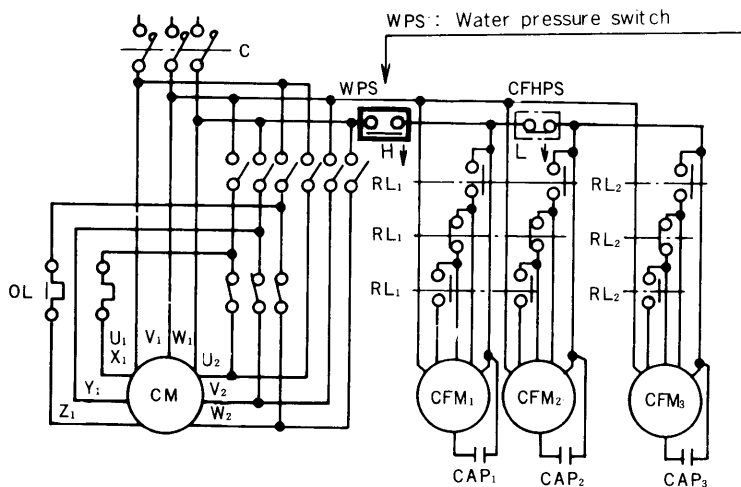 WPS : Water pressure switch
C
WPS
CFHPS
H
L
RL₁
RL₂
RL₁
RL₂
RL₁
RL₂
OL
U₁
V₁
W₁
X₁
U₂
Y₁
CM
V₂
Z₁
W₂
CFM₁
CFM₂
CFM₃
CAP₁
CAP₂
CAP₃